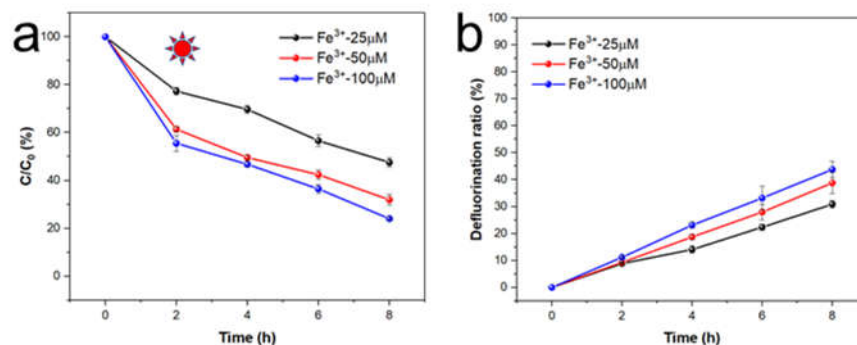 a
Fe³⁺-25μM
Fe³⁺-50μM
Fe³⁺-100μM
100
80
60
40
20
0
C/C₀ (%)
0 2 4 6 8
Time (h)
b
Fe³⁺-25μM
Fe³⁺-50μM
Fe³⁺-100μM
100
90
80
70
60
50
40
30
20
10
0
Defluorination ratio (%)
0 2 4 6 8
Time (h)